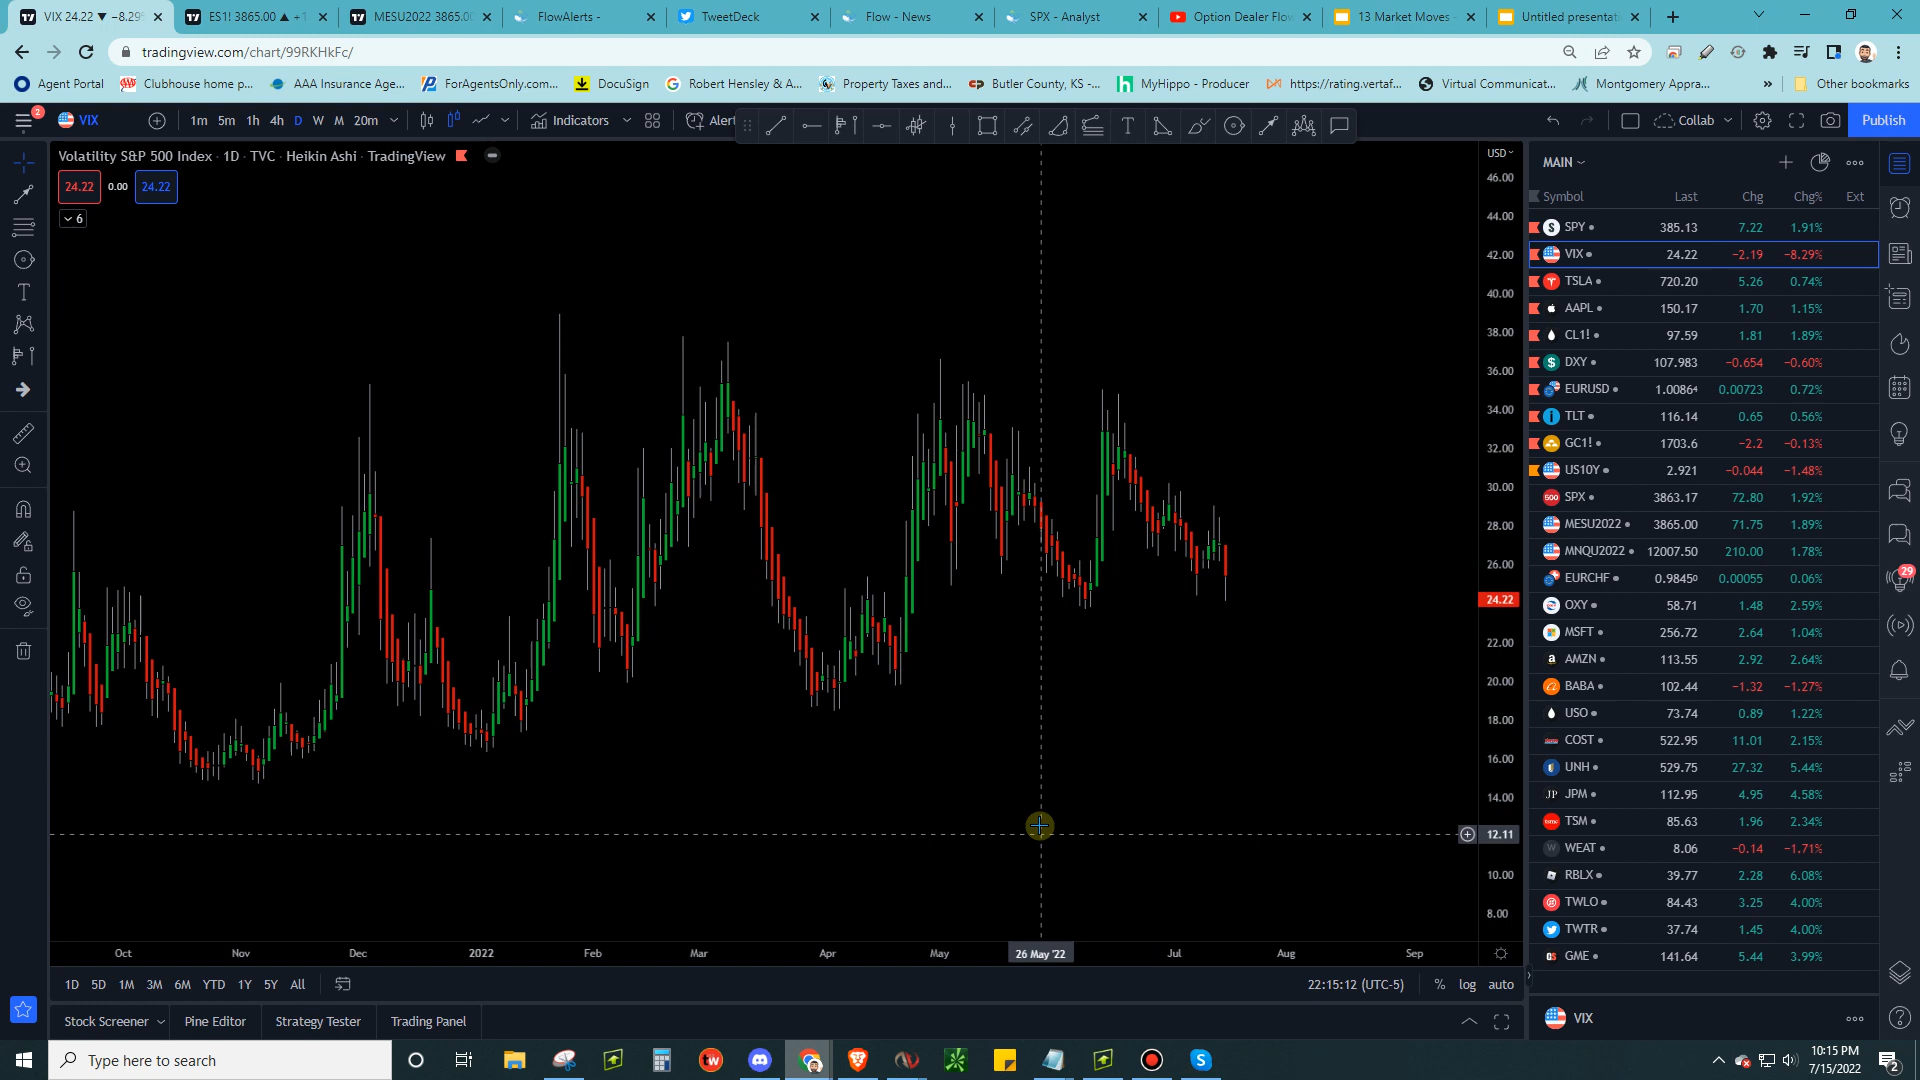 VIX 24.22 ▼ −8.29
ES1! 3865.00 ▲ +1
MESU2022 3865.00
FlowAlerts -
TweetDeck
Flow - News
SPX - Analyst
Option Dealer Flow
13 Market Moves -
Untitled presentat
tradingview.com/chart/99RKHkFc/
Agent Portal
Clubhouse home p...
AAA Insurance Age...
ForAgentsOnly.com...
DocuSign
Robert Hensley & A...
Property Taxes and...
Butler County, KS -...
MyHippo - Producer
https://rating.vertaf...
Virtual Communicat...
Montgomery Appra...
»
Other bookmarks
2
VIX
1m 5m 1h 4h D W M 20m
Indicators
Alert
Collab
Publish
Volatility S&P 500 Index · 1D · TVC · Heikin Ashi · TradingView
24.22 0.00 24.22
6
USD
46.00
44.00
42.00
40.00
38.00
36.00
34.00
32.00
30.00
28.00
26.00
24.22
22.00
20.00
18.00
16.00
14.00
12.11
10.00
8.00
Oct Nov Dec 2022 Feb Mar Apr May 26 May '22 Jul Aug Sep
1D 5D 1M 3M 6M YTD 1Y 5Y All
22:15:12 (UTC-5) % log auto
Stock Screener Pine Editor Strategy Tester Trading Panel
MAIN
Symbol Last Chg Chg% Ext
SPY 385.13 7.22 1.91%
VIX 24.22 −2.19 −8.29%
TSLA 720.20 5.26 0.74%
AAPL 150.17 1.70 1.15%
CL1! 97.59 1.81 1.89%
DXY 107.983 −0.654 −0.60%
EURUSD 1.00864 0.00723 0.72%
TLT 116.14 0.65 0.56%
GC1! 1703.6 −2.2 −0.13%
US10Y 2.921 −0.044 −1.48%
SPX 3863.17 72.80 1.92%
MESU2022 3865.00 71.75 1.89%
MNQU2022 12007.50 210.00 1.78%
EURCHF 0.98450 0.00055 0.06%
OXY 58.71 1.48 2.59%
MSFT 256.72 2.64 1.04%
AMZN 113.55 2.92 2.64%
BABA 102.44 −1.32 −1.27%
USO 73.74 0.89 1.22%
COST 522.95 11.01 2.15%
UNH 529.75 27.32 5.44%
JPM 112.95 4.95 4.58%
TSM 85.63 1.96 2.34%
WEAT 8.06 −0.14 −1.71%
RBLX 39.77 2.28 6.08%
TWLO 84.43 3.25 4.00%
TWTR 37.74 1.45 4.00%
GME 141.64 5.44 3.99%
29
VIX
Type here to search
10:15 PM
7/15/2022
2